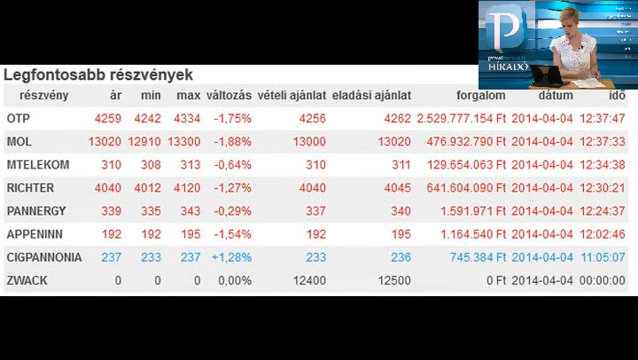 P
privátbankár.hu
HÍRADÓ
Legfontosabb részvények
részvény ár min max változás vételi ajánlat eladási ajánlat forgalom dátum idő
OTP 4259 4242 4334 -1,75% 4256 4262 2.529.777.154 Ft 2014-04-04 12:37:47
MOL 13020 12910 13300 -1,88% 13000 13020 476.932.790 Ft 2014-04-04 12:37:33
MTELEKOM 310 308 313 -0,64% 310 311 129.654.063 Ft 2014-04-04 12:34:38
RICHTER 4040 4012 4120 -1,27% 4040 4045 641.604.090 Ft 2014-04-04 12:30:21
PANNERGY 339 335 343 -0,29% 337 340 1.591.971 Ft 2014-04-04 12:24:37
APPENINN 192 192 195 -1,54% 192 195 1.164.540 Ft 2014-04-04 12:02:46
CIGPANNONIA 237 233 237 +1,28% 233 236 745.384 Ft 2014-04-04 11:05:07
ZWACK 0 0 0 0,00% 12400 12500 0 Ft 2014-04-04 00:00:00